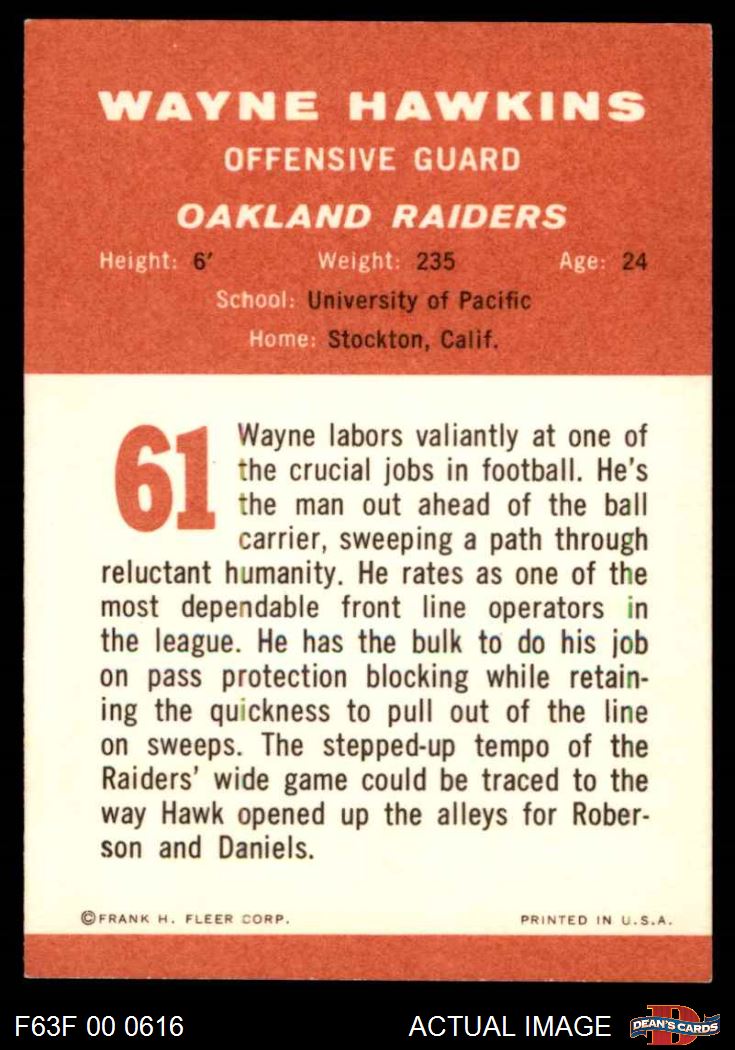 WAYNE HAWKINS
OFFENSIVE GUARD
OAKLAND RAIDERS
Height: 6′ Weight: 235 Age: 24
School: University of Pacific
Home: Stockton, Calif.
61
Wayne labors valiantly at one of
the crucial jobs in football. He's
the man out ahead of the ball
carrier, sweeping a path through
reluctant humanity. He rates as one of the
most dependable front line operators in
the league. He has the bulk to do his job
on pass protection blocking while retain-
ing the quickness to pull out of the line
on sweeps. The stepped-up tempo of the
Raiders' wide game could be traced to the
way Hawk opened up the alleys for Rober-
son and Daniels.
©FRANK H. FLEER CORP. PRINTED IN U.S.A.
F63F 00 0616 ACTUAL IMAGE D DEAN'S CARDS